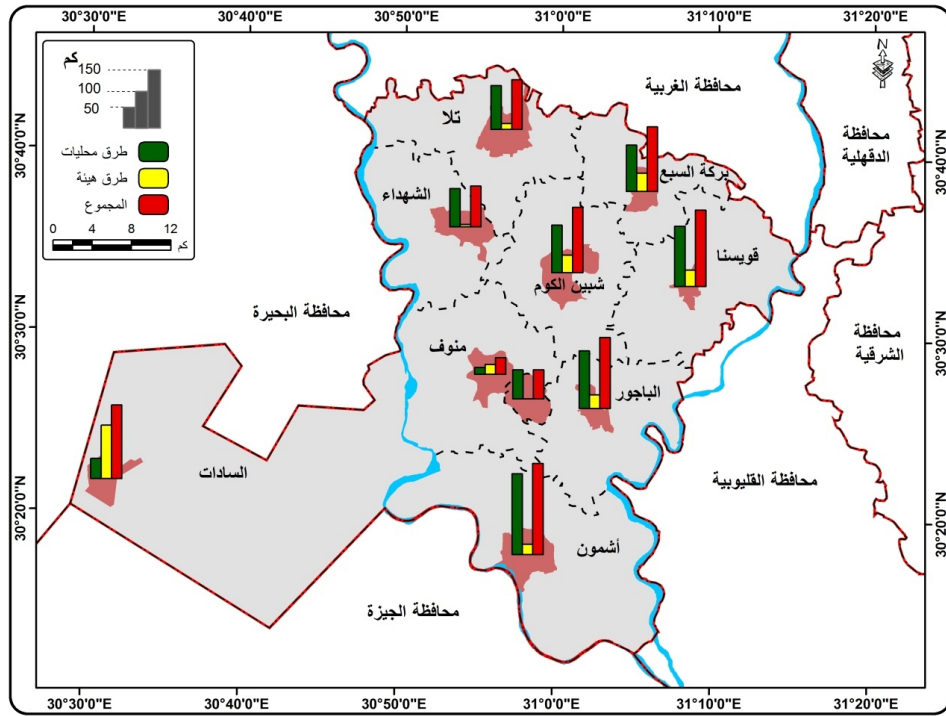 30°30'0"E 30°40'0"E 30°50'0"E 31°00'0"E 31°10'0"E 31°20'0"E
كم
150
100
50
طرق محليات
طرق هيئة
المجموع
0 4 8 12
كم
N
محافظة الغربية
محافظة
الدقهلية
تلا
بركة السبع
الشهداء
قويسنا
شبين الكوم
محافظة البحيرة
محافظة
الشرقية
منوف
الباجور
السادات
محافظة القليوبية
أشمون
محافظة الجيزة
30°40'0"N
30°30'0"N
30°20'0"N
30°40'0"N
30°30'0"N
30°20'0"N
30°30'0"E 30°40'0"E 30°50'0"E 31°00'0"E 31°10'0"E 31°20'0"E